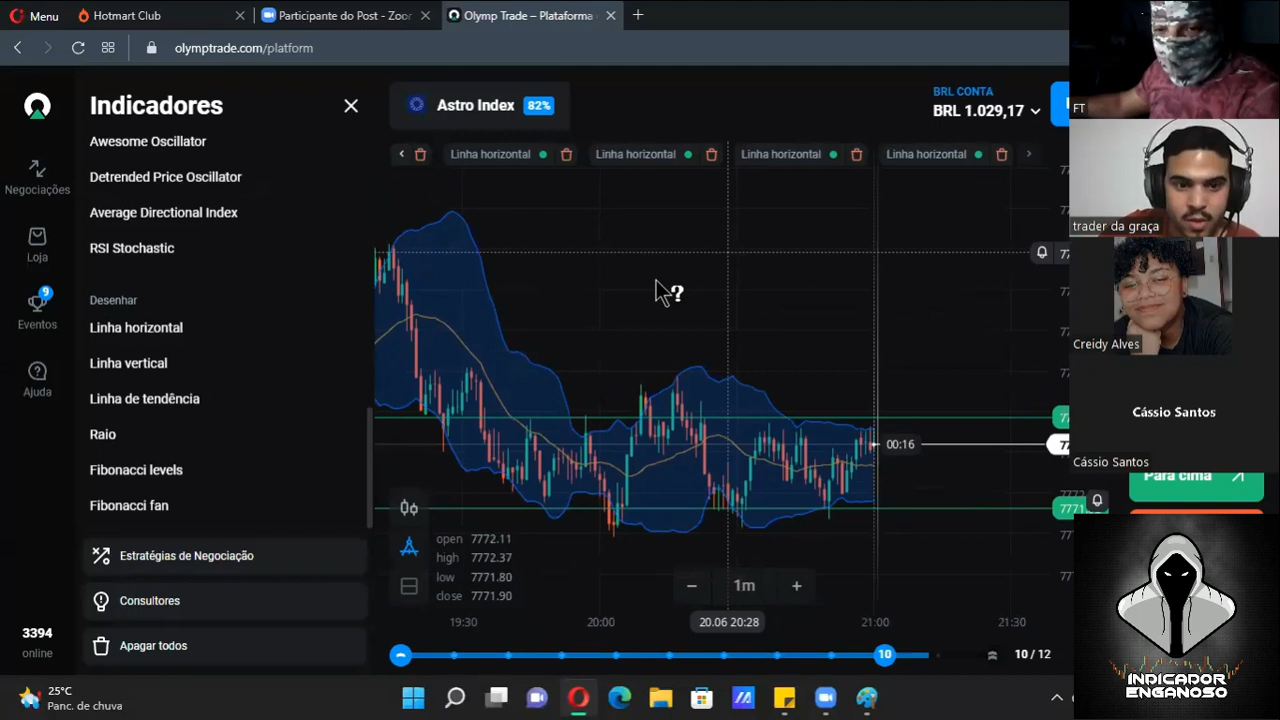 Menu
Hotmart Club
Participante do Post - Zoor
Olymp Trade – Plataforma
olymptrade.com/platform
Indicadores
Awesome Oscillator
Detrended Price Oscillator
Average Directional Index
RSI Stochastic
Desenhar
Linha horizontal
Linha vertical
Linha de tendência
Raio
Fibonacci levels
Fibonacci fan
Estratégias de Negociação
Consultores
Apagar todos
Negociações
Loja
9
Eventos
Ajuda
3394
online
Astro Index 82%
BRL CONTA
BRL 1.029,17
Linha horizontal
Linha horizontal
Linha horizontal
Linha horizontal
?
00:16
open 7772.11
high 7772.37
low 7771.80
close 7771.90
1m
19:30
20:00
20.06 20:28
21:00
21:30
10
10 / 12
7771
Para cima
FT
trader da graça
Creidy Alves
Cássio Santos
Cássio Santos
INDICADOR
ENGANOSO
25°C
Panc. de chuva